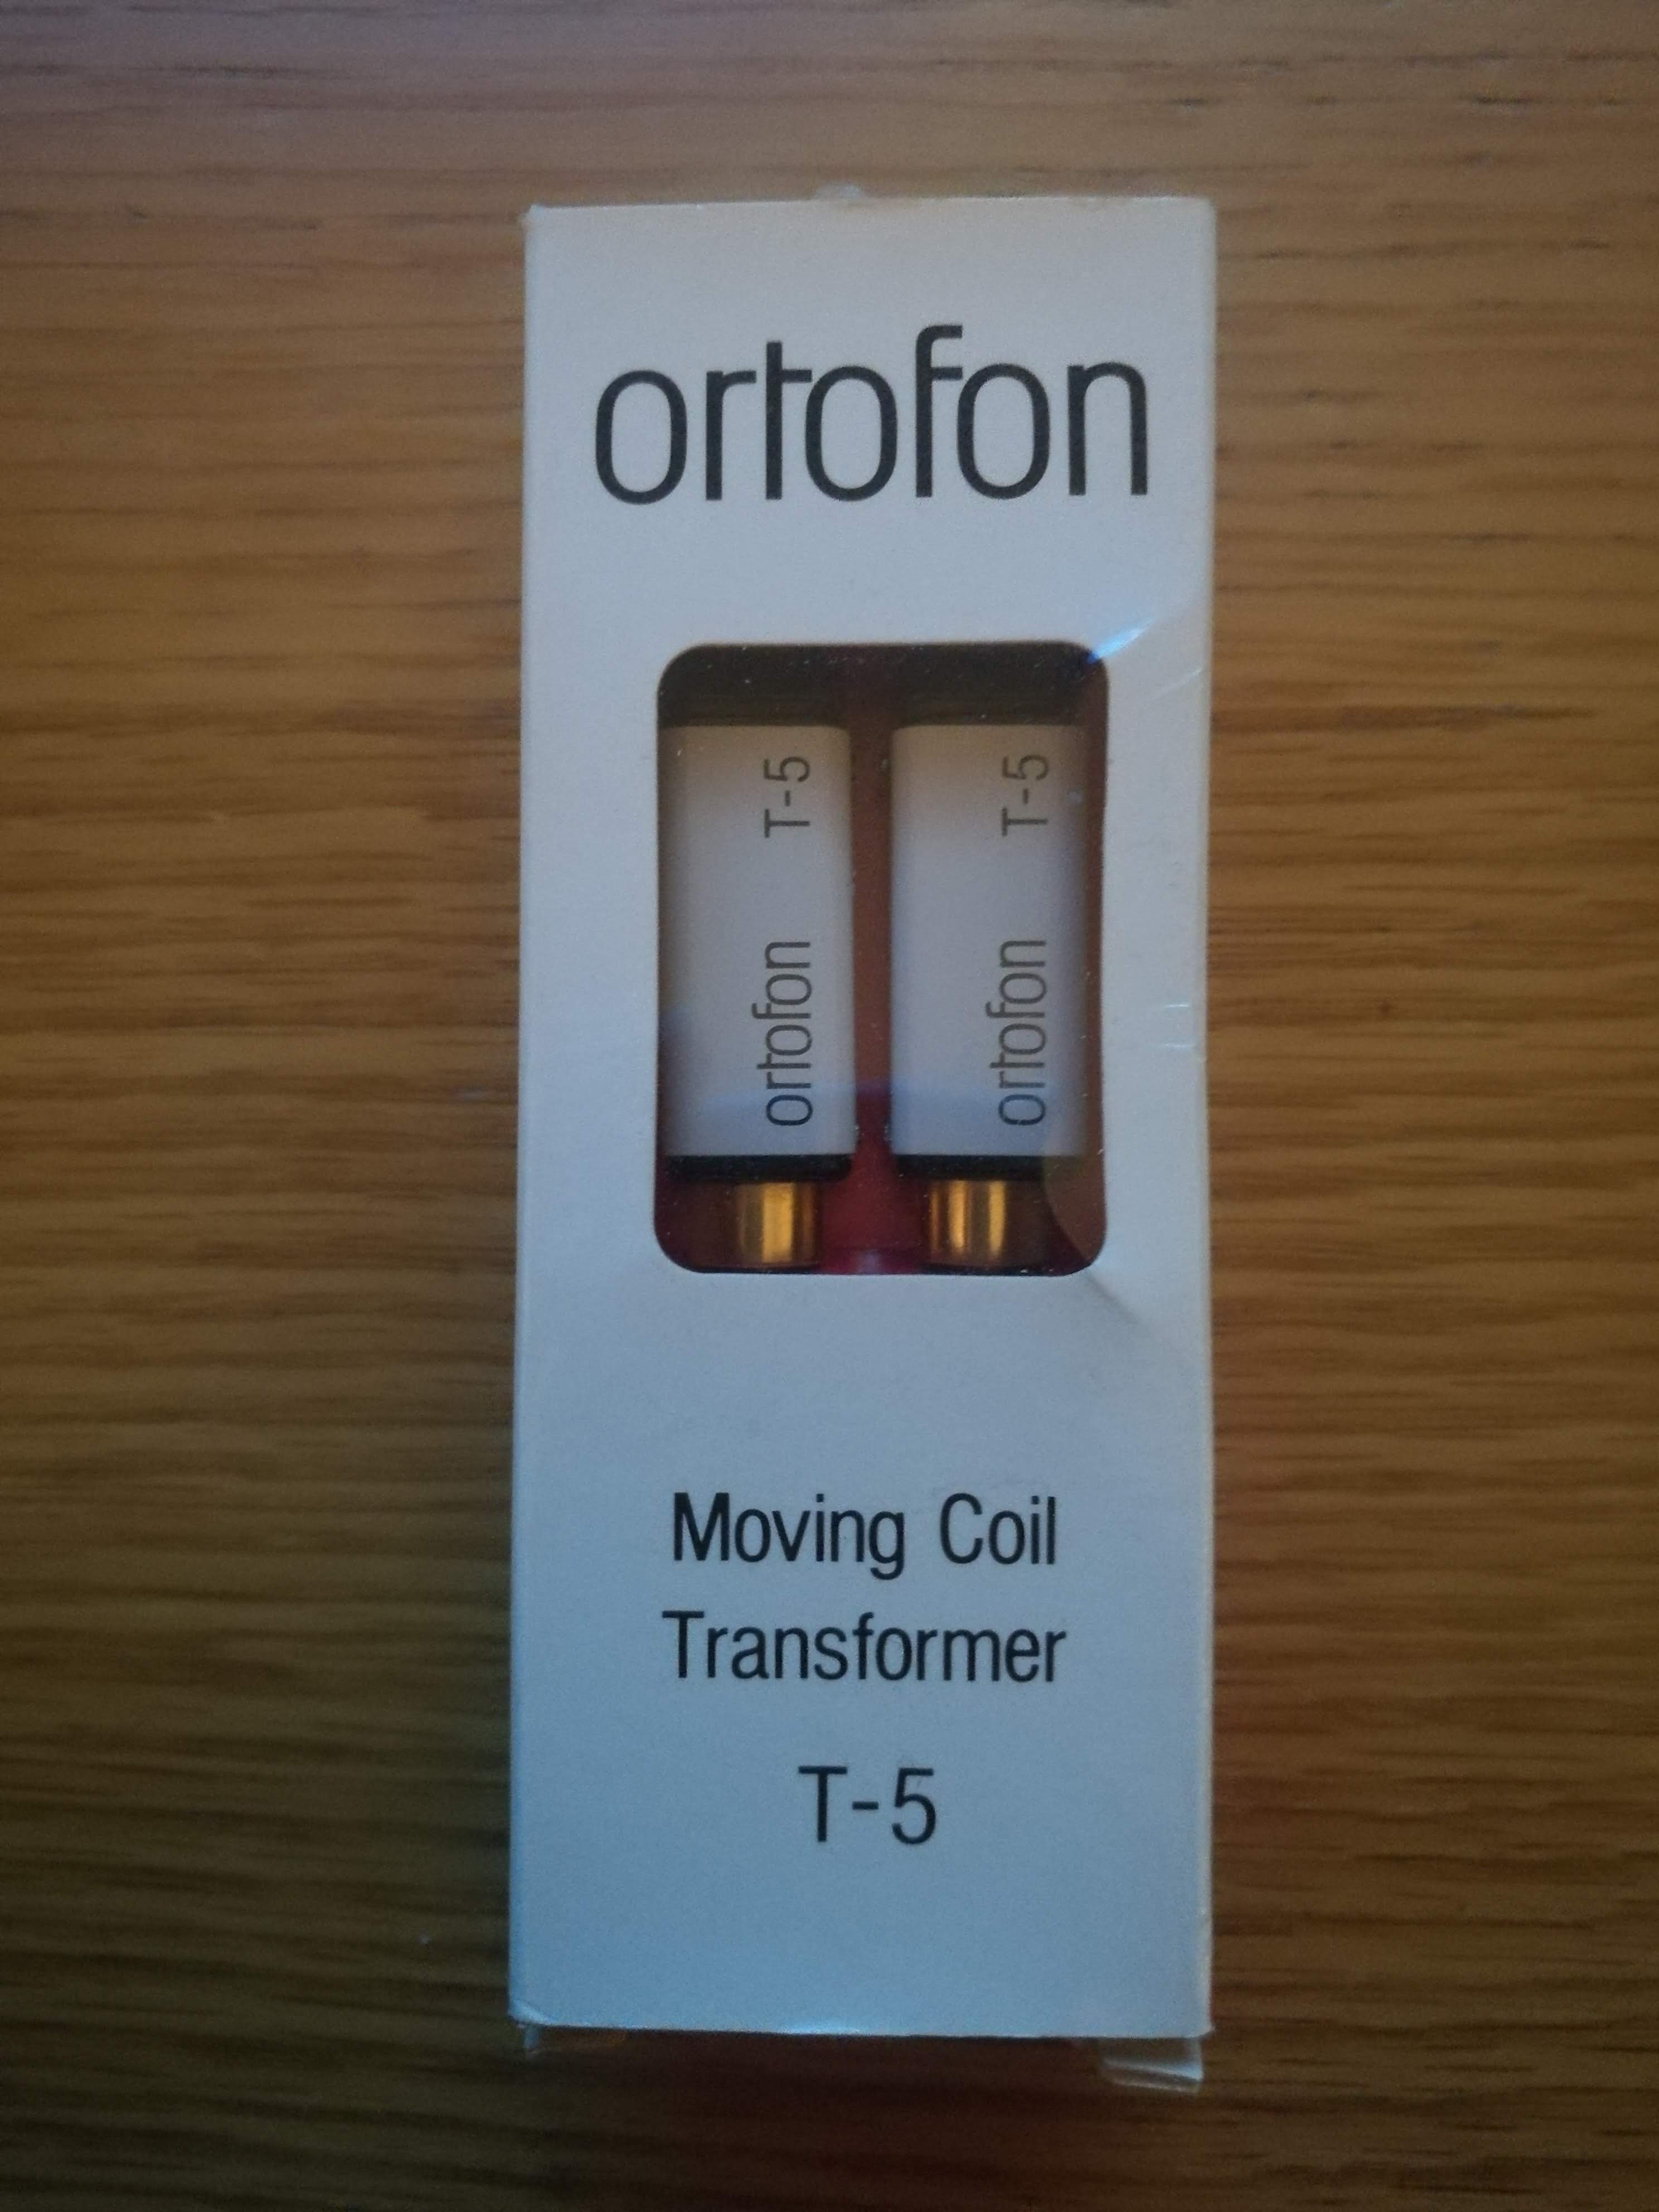 ortofon
ortofon T-5
ortofon T-5
Moving Coil
Transformer
T-5